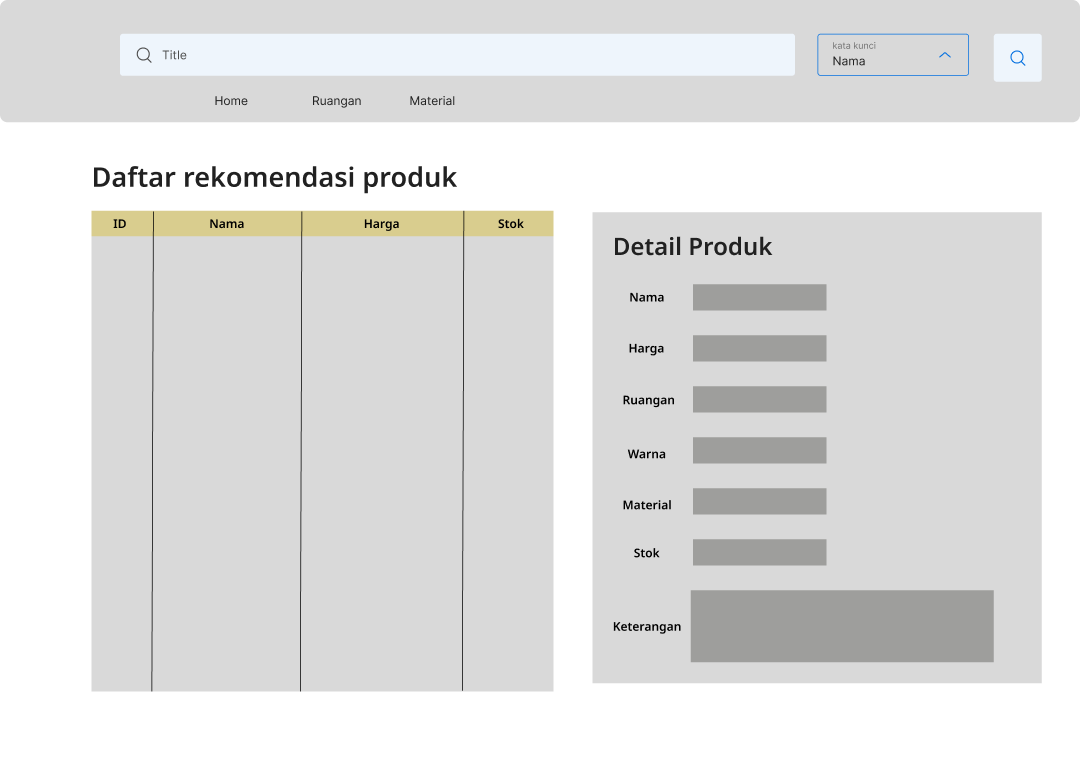 Title
kata kunci
Nama
Home Ruangan Material
Daftar rekomendasi produk
ID Nama Harga Stok
Detail Produk
Nama
Harga
Ruangan
Warna
Material
Stok
Keterangan